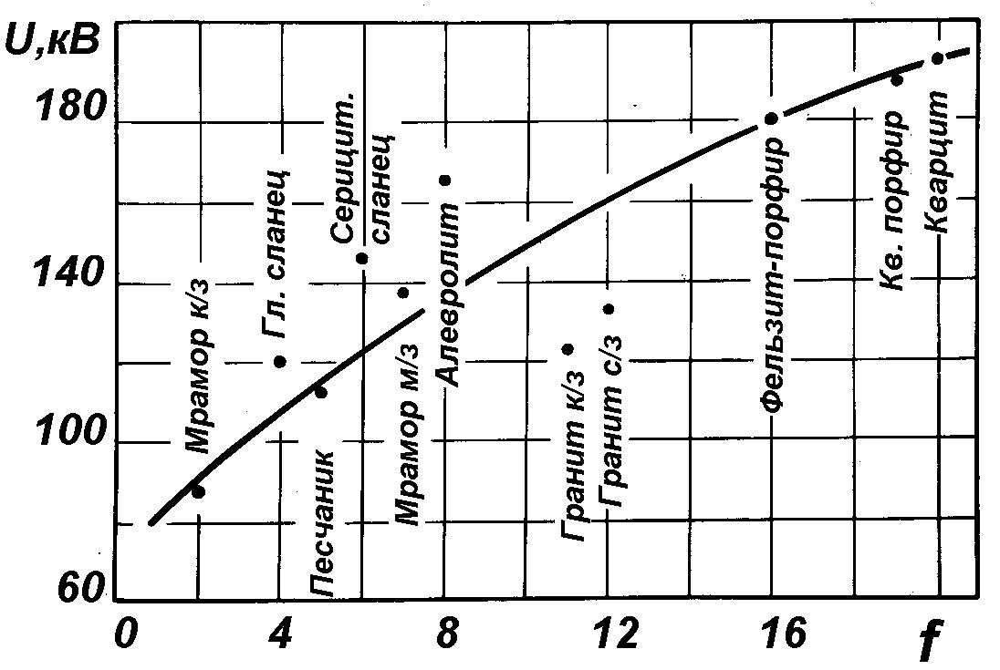 U,кВ
180
140
100
60
Мрамор к/з
Гл. сланец
Песчаник
Серицит.
сланец
Мрамор м/з
Алевролит
Гранит к/з
Гранит с/з
Фельзит-порфир
Кв. порфир
Кварцит
0 4 8 12 16 f